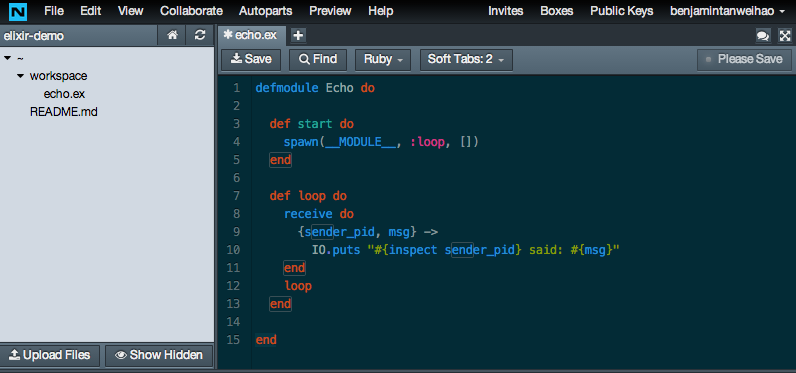 N File Edit View Collaborate Autoparts Preview Help Invites Boxes Public Keys benjamintanweihao
elixir-demo
* echo.ex
~
workspace
echo.ex
README.md
Save Find Ruby Soft Tabs: 2 Please Save
1 defmodule Echo do
2
3 def start do
4 spawn(__MODULE__, :loop, [])
5 end
6
7 def loop do
8 receive do
9 {sender_pid, msg} ->
10 IO.puts "#{inspect sender_pid} said: #{msg}"
11 end
12 loop
13 end
14
15 end
Upload Files Show Hidden